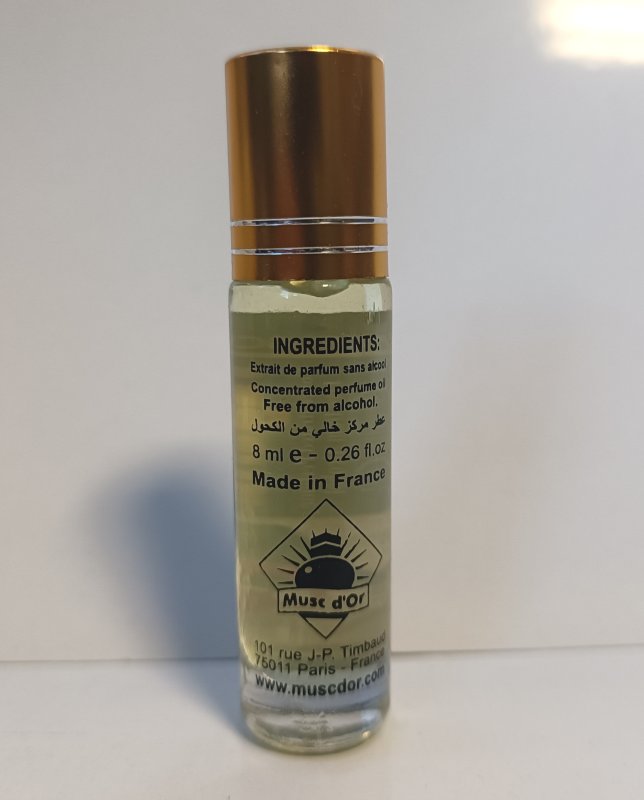 INGREDIENTS:
Extrait de parfum sans alcool
Concentrated perfume oil
Free from alcohol.
عطر مركز خالي من الكحول
8 ml e - 0.26 fl.oz
Made in France
Musc d'Or
101 rue J-P. Timbaud
75011 Paris - France
www.muscdor.com